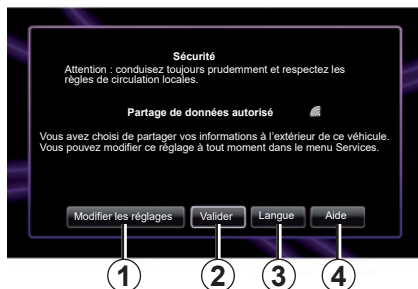 Sécurité
Attention : conduisez toujours prudemment et respectez les
règles de circulation locales.
Partage de données autorisé
Vous avez choisi de partager vos informations à l'extérieur de ce véhicule.
Vous pouvez modifier ce réglage à tout moment dans le menu Services.
Modifier les réglages Valider Langue Aide
1 2 3 4